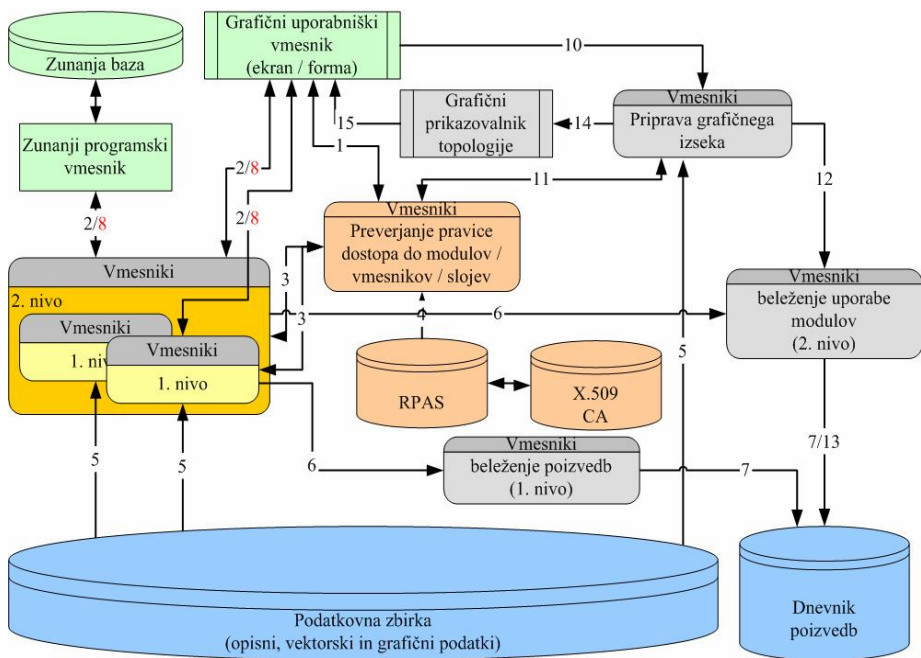 Grafični uporabniški
vmesnik
(ekran / forma)
10
Zunanja baza
Vmesniki
Priprava grafičnega
izseka
Grafični
prikazovalnik
topologije
15
14
1
Zunanji programski
vmesnik
2/8
2/8
2/8
11
12
Vmesniki
Preverjanje pravice
dostopa do modulov /
vmesnikov / slojev
Vmesniki
2. nivo
3
3
4
6
5
Vmesniki
beleženje uporabe
modulov
(2. nivo)
Vmesniki
1. nivo
Vmesniki
1. nivo
RPAS
X.509
CA
5
5
6
Vmesniki
beleženje poizvedb
(1. nivo)
7
7/13
Podatkovna zbirka
(opisni, vektorski in grafični podatki)
Dnevnik
poizvedb